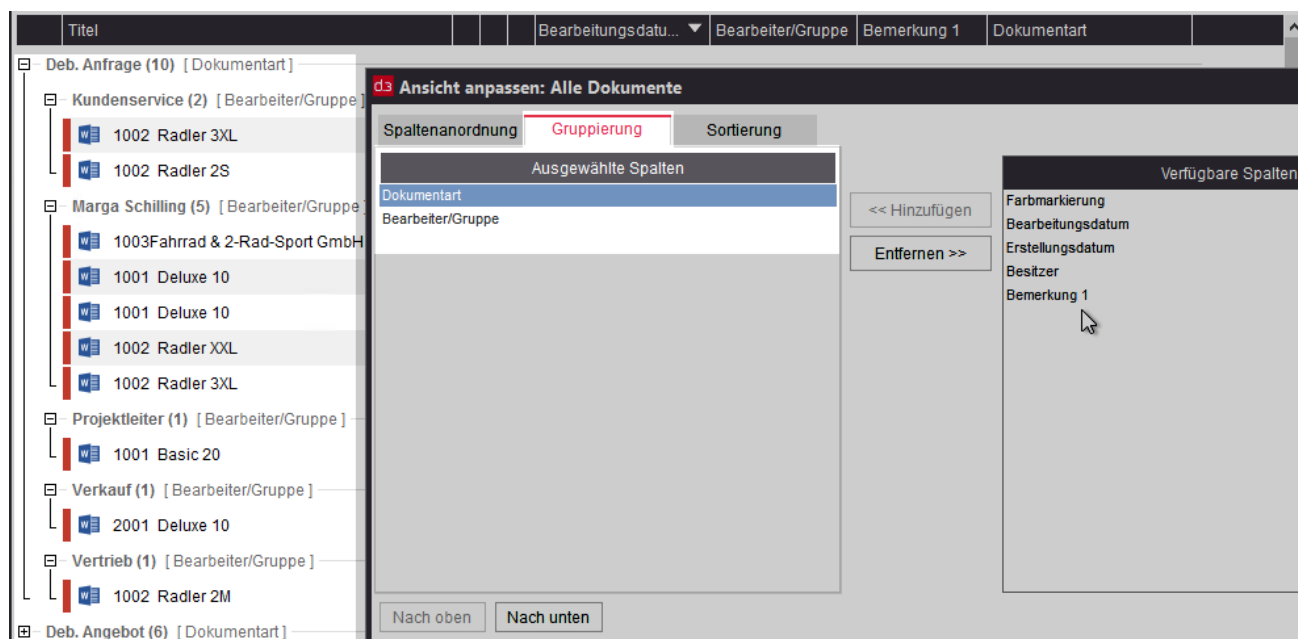 Titel Bearbeitungsdatu... Bearbeiter/Gruppe Bemerkung 1 Dokumentart
Deb. Anfrage (10) [ Dokumentart ]
Kundenservice (2) [ Bearbeiter/Gruppe ]
1002 Radler 3XL
1002 Radler 2S
Marga Schilling (5) [ Bearbeiter/Gruppe
1003Fahrrad & 2-Rad-Sport GmbH
1001 Deluxe 10
1001 Deluxe 10
1002 Radler XXL
1002 Radler 3XL
Projektleiter (1) [ Bearbeiter/Gruppe ]
1001 Basic 20
Verkauf (1) [ Bearbeiter/Gruppe ]
2001 Deluxe 10
Vertrieb (1) [ Bearbeiter/Gruppe ]
1002 Radler 2M
Deb. Angebot (6) [ Dokumentart ]
d3 Ansicht anpassen: Alle Dokumente
Spaltenanordnung Gruppierung Sortierung
Ausgewählte Spalten
Dokumentart
Bearbeiter/Gruppe
<< Hinzufügen
Entfernen >>
Verfügbare Spalten
Farbmarkierung
Bearbeitungsdatum
Erstellungsdatum
Besitzer
Bemerkung 1
Nach oben Nach unten